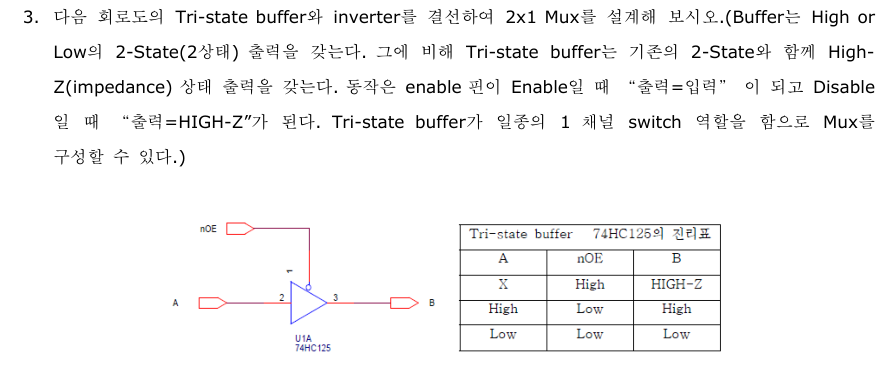 3. 다음 회로도의 Tri-state buffer와 inverter를 결선하여 2x1 Mux를 설계해 보시오.(Buffer는 High or
Low의 2-State(2상태) 출력을 갖는다. 그에 비해 Tri-state buffer는 기존의 2-State와 함께 High-
Z(impedance) 상태 출력을 갖는다. 동작은 enable 핀이 Enable일 때 “출력=입력” 이 되고 Disable
일 때 “출력=HIGH-Z”가 된다. Tri-state buffer가 일종의 1 채널 switch 역할을 함으로 Mux를
구성할 수 있다.)
nOE
1
A
2
3
B
U1A
74HC125
Tri-state buffer 74HC125의 진리표
A nOE B
X High HIGH-Z
High Low High
Low Low Low